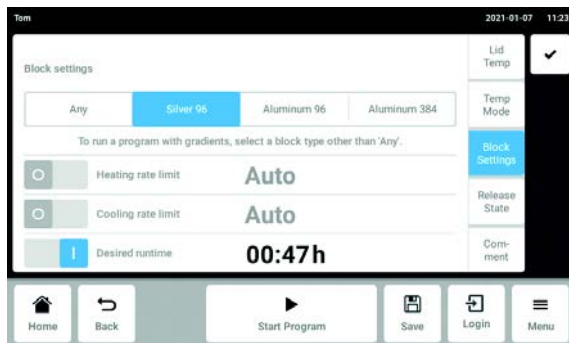 Tom
2021-01-07 11:23
Block settings
Any
Silver 96
Aluminum 96
Aluminum 384
To run a program with gradients, select a block type other than 'Any'.
O
Heating rate limit
Auto
O
Cooling rate limit
Auto
I
Desired runtime
00:47h
Lid
Temp
Temp
Mode
Block
Settings
Release
State
Com-
ment
Home
Back
Start Program
Save
Login
Menu